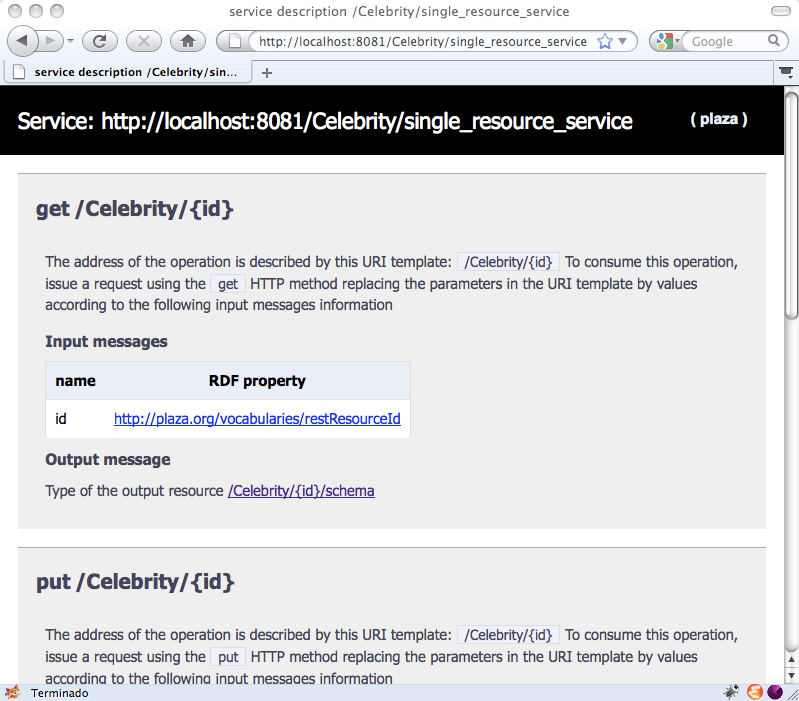 service description /Celebrity/single_resource_service
http://localhost:8081/Celebrity/single_resource_service
Google
service description /Celebrity/sin...
Service: http://localhost:8081/Celebrity/single_resource_service
( plaza )
get /Celebrity/{id}
The address of the operation is described by this URI template: /Celebrity/{id} To consume this operation,
issue a request using the get HTTP method replacing the parameters in the URI template by values
according to the following input messages information
Input messages
name RDF property
id http://plaza.org/vocabularies/restResourceId
Output message
Type of the output resource /Celebrity/{id}/schema
put /Celebrity/{id}
The address of the operation is described by this URI template: /Celebrity/{id} To consume this operation,
issue a request using the put HTTP method replacing the parameters in the URI template by values
according to the following input messages information
Terminado